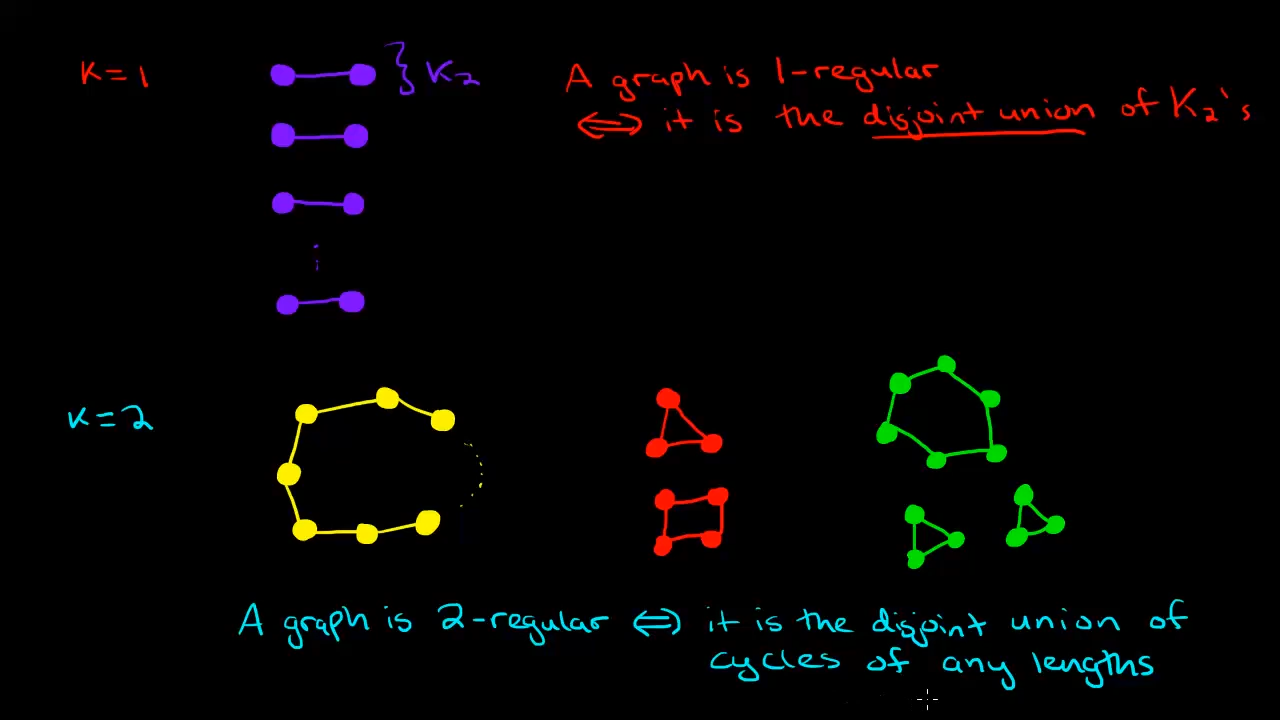 K=1
} K₂
A graph is 1-regular
⟺ it is the disjoint union of K₂'s
K=2
A graph is 2-regular ⟺ it is the disjoint union of
cycles of any lengths